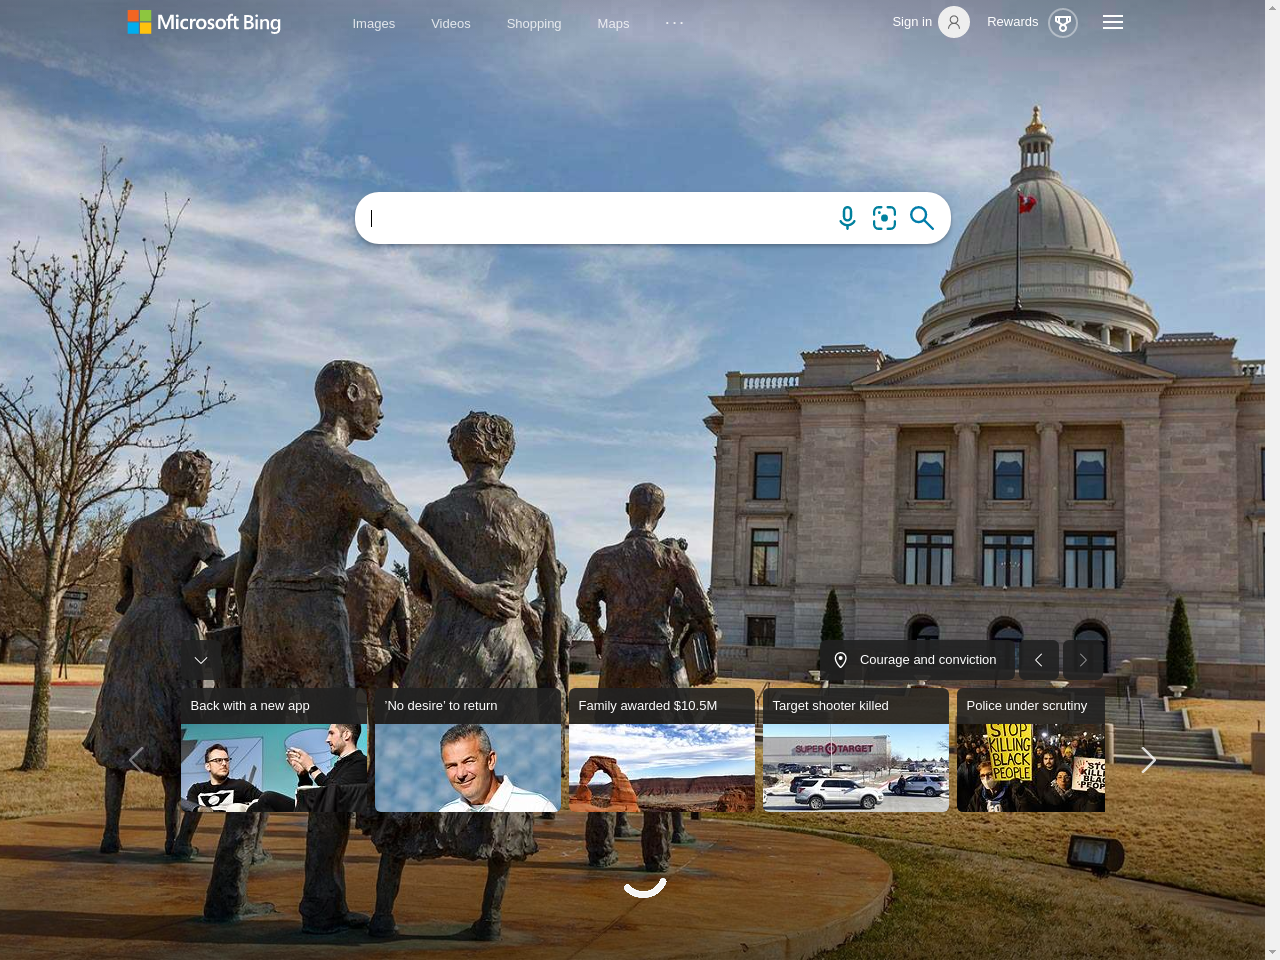 Microsoft Bing
Images
Videos
Shopping
Maps
Sign in
Rewards
Courage and conviction
Back with a new app
'No desire' to return
Family awarded $10.5M
Target shooter killed
Police under scrutiny
SUPER TARGET
STOP
KILLING
BLACK
PEOPLE